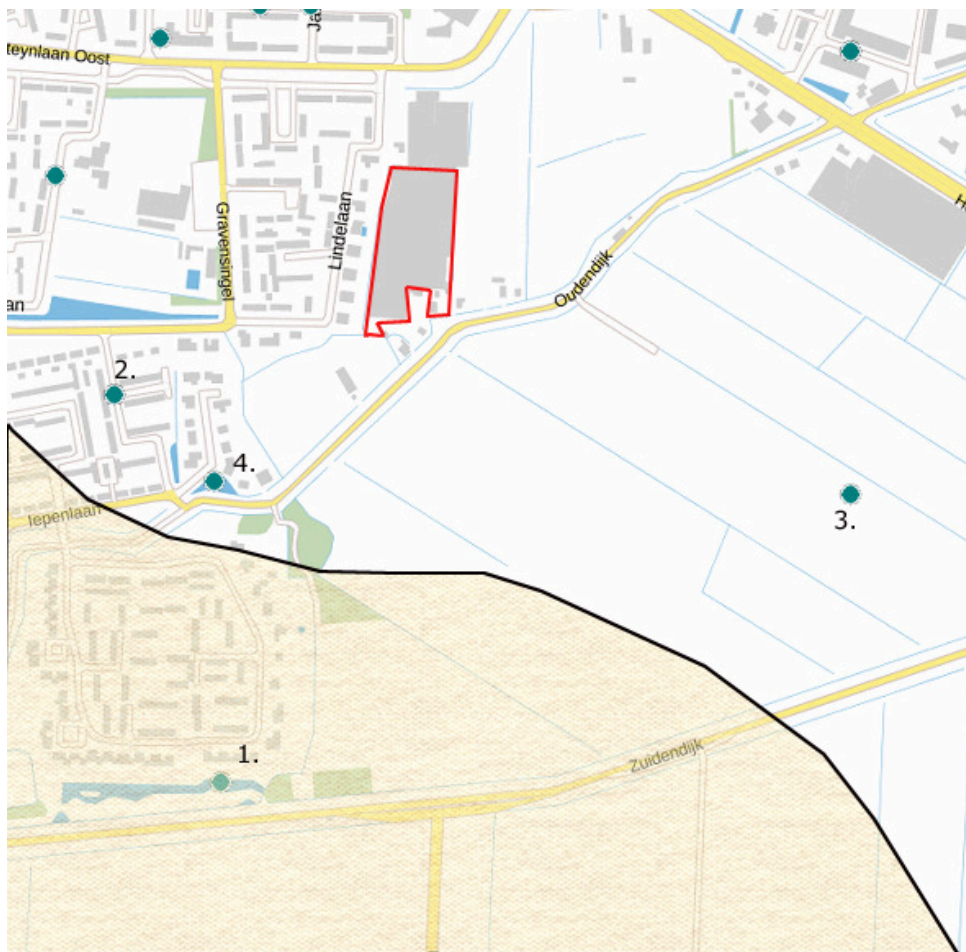 teynlaan Oost
Ja
Lindelaan
Gravensingel
H
an
Oudendijk
2.
4.
Iepenlaan
3.
1.
Zuidendijk